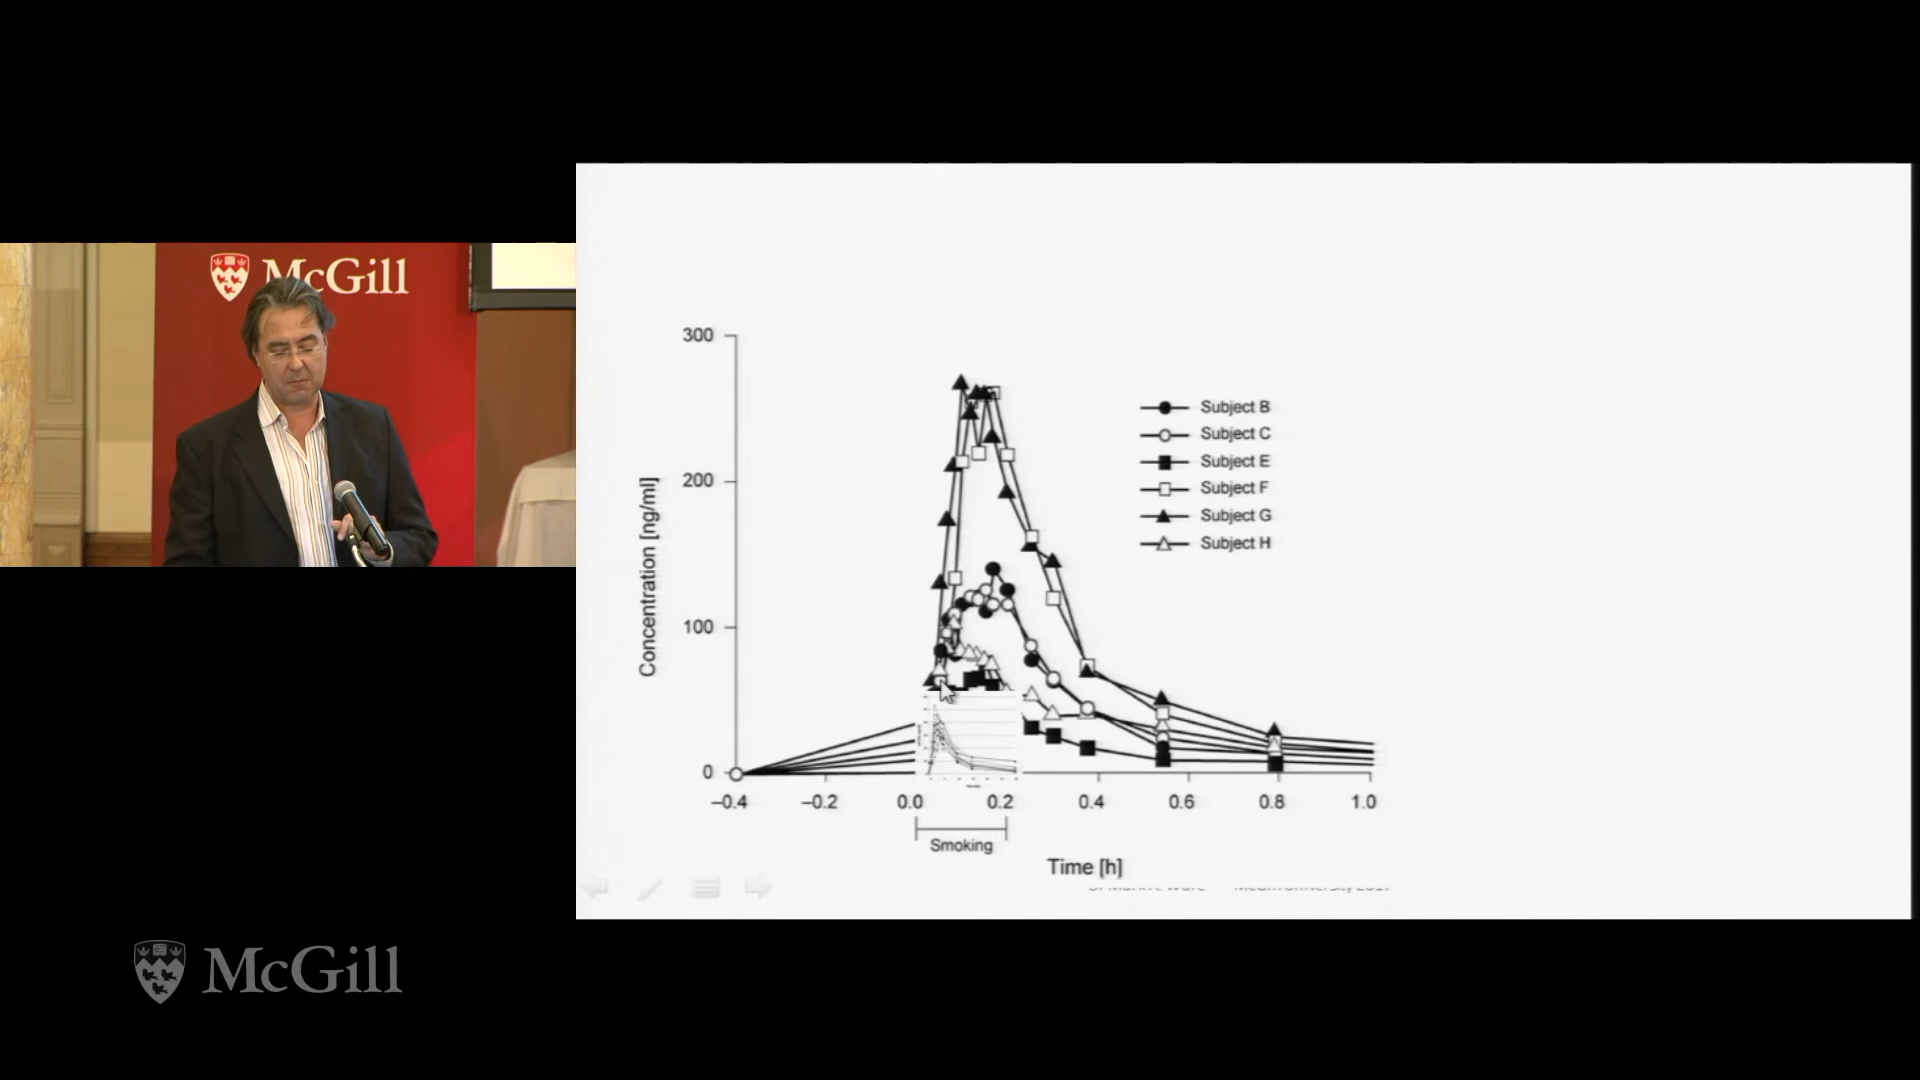 McGill
300
200
100
0
Concentration [ng/ml]
Subject B
Subject C
Subject E
Subject F
Subject G
Subject H
–0.4 –0.2 0.0 0.2 0.4 0.6 0.8 1.0
Smoking
Time [h]
McGill